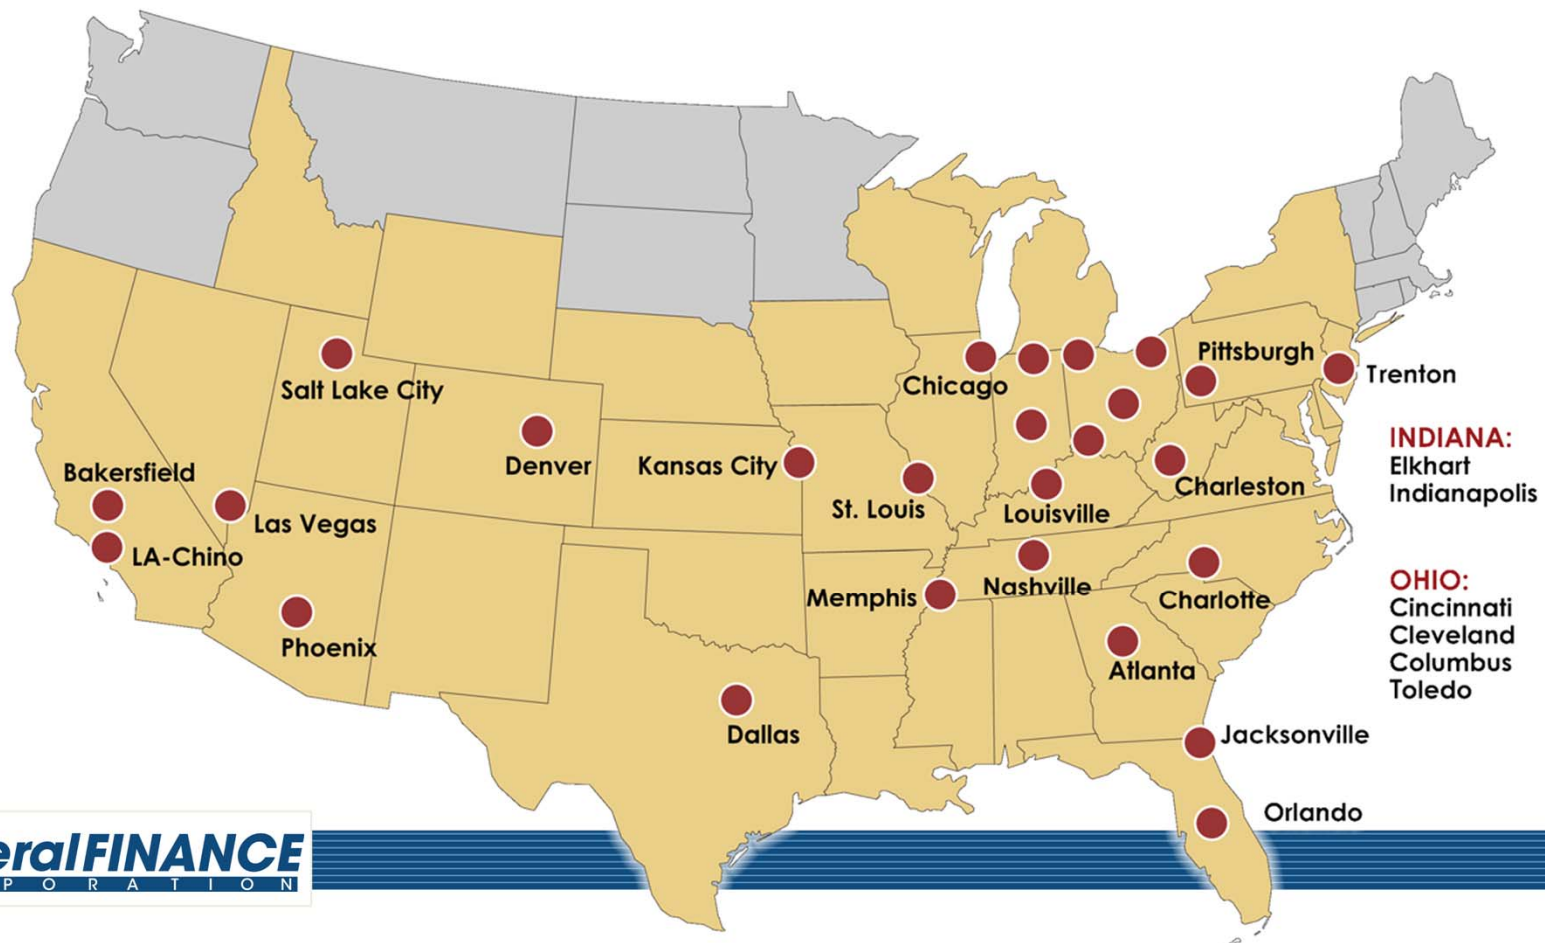 Salt Lake City
Bakersfield
Las Vegas
LA-Chino
Phoenix
Denver
Kansas City
St. Louis
Chicago
Louisville
Nashville
Memphis
Dallas
Pittsburgh
Trenton
Charleston
Charlotte
Atlanta
Jacksonville
Orlando
INDIANA:
Elkhart
Indianapolis
OHIO:
Cincinnati
Cleveland
Columbus
Toledo
eralFINANCE
PORATION